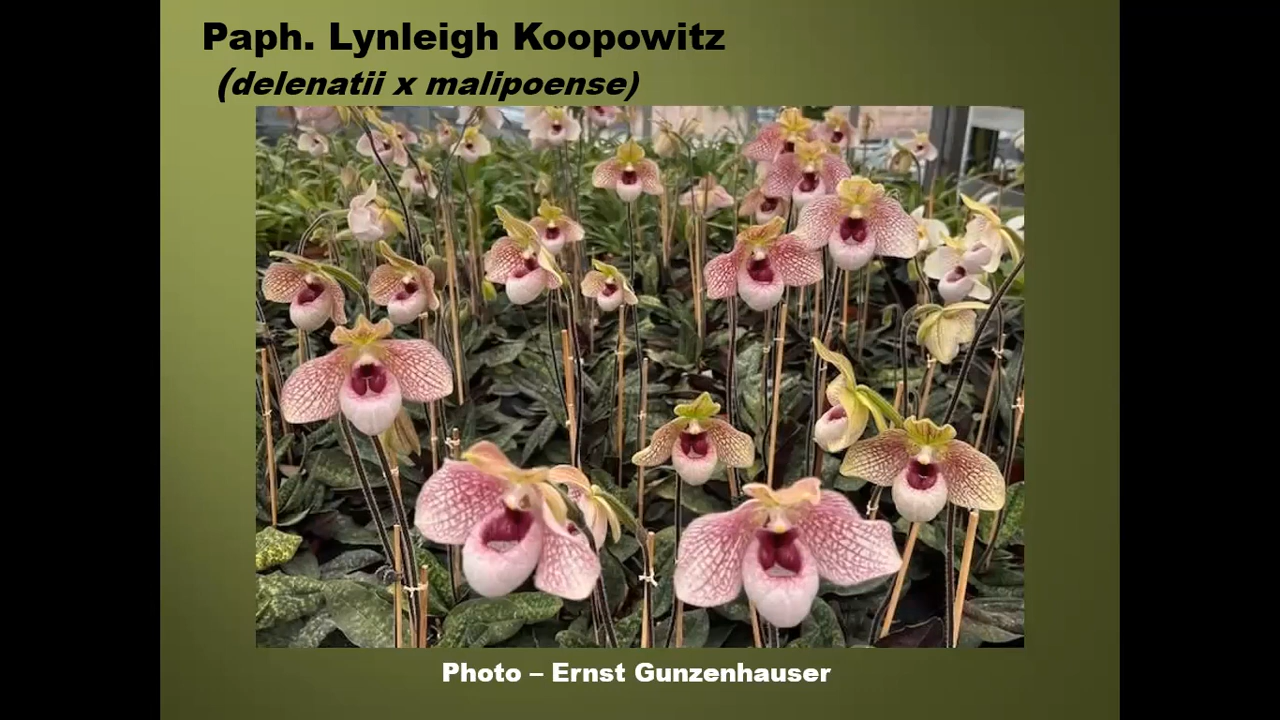 Paph. Lynleigh Koopowitz
(delenatii x malipoense)
Photo – Ernst Gunzenhauser